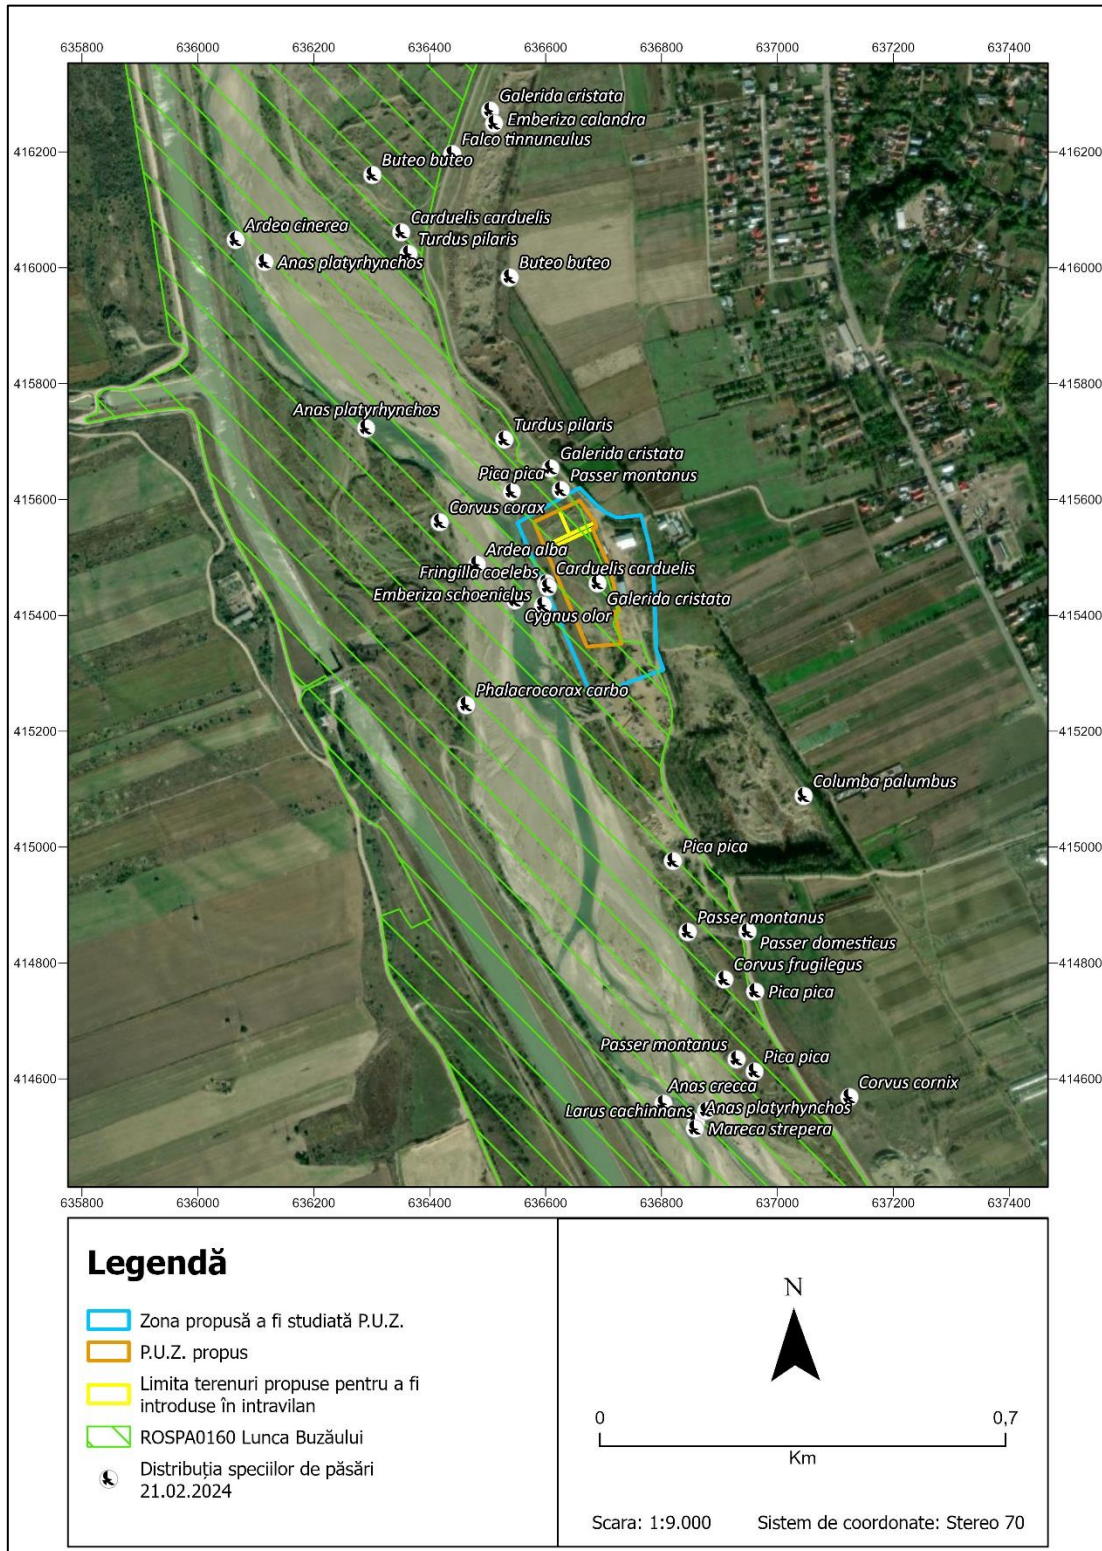 635800 636000 636200 636400 636600 636800 637000 637200 637400
Galerida cristata
Emberiza calandra
Falco tinnunculus
416200 416200
Buteo buteo
Carduelis carduelis
Ardea cinerea
Turdus pilaris
Anas platyrhynchos
Buteo buteo
416000 416000
415800 415800
Anas platyrhynchos
Turdus pilaris
Galerida cristata
Pica pica
Passer montanus
415600 415600
Corvus corax
Ardea alba
Fringilla coelebs
Carduelis carduelis
Emberiza schoeniclus
Galerida cristata
Cygnus olor
415400 415400
Phalacrocorax carbo
415200 415200
Columba palumbus
415000 415000
Pica pica
Passer montanus
Passer domesticus
Corvus frugilegus
414800 414800
Pica pica
Passer montanus
Pica pica
414600 414600
Anas crecca
Corvus cornix
Larus cachinnans
Anas platyrhynchos
Mareca strepera
635800 636000 636200 636400 636600 636800 637000 637200 637400
Legendă
Zona propusă a fi studiată P.U.Z.
P.U.Z. propus
Limita terenuri propuse pentru a fi
introduse în intravilan
ROSPA0160 Lunca Buzăului
Distribuția speciilor de păsări
21.02.2024
N
0 0,7
Km
Scara: 1:9.000 Sistem de coordonate: Stereo 70